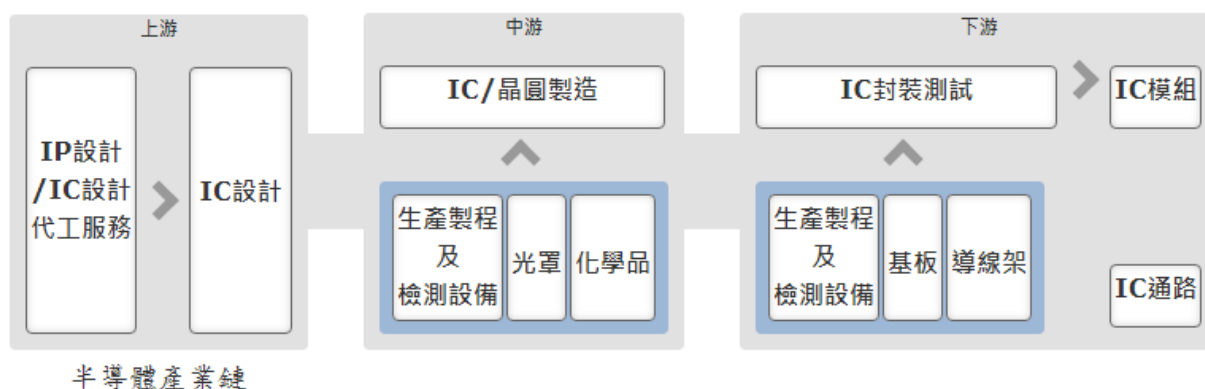 上游
IP設計
/IC設計
代工服務
IC設計
中游
IC/晶圓製造
生產製程
及
檢測設備
光罩
化學品
下游
IC封裝測試
IC模組
生產製程
及
檢測設備
基板
導線架
IC通路
半導體產業鏈